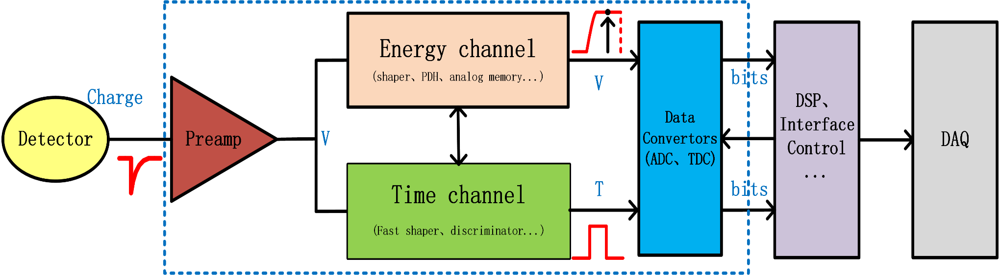 Detector
Charge
Preamp
V
Energy channel
(shaper、PDH、analog memory...)
Time channel
(Fast shaper、discriminator...)
V
T
Data
Convertors
(ADC、TDC)
bits
bits
DSP、
Interface
Control
...
DAQ